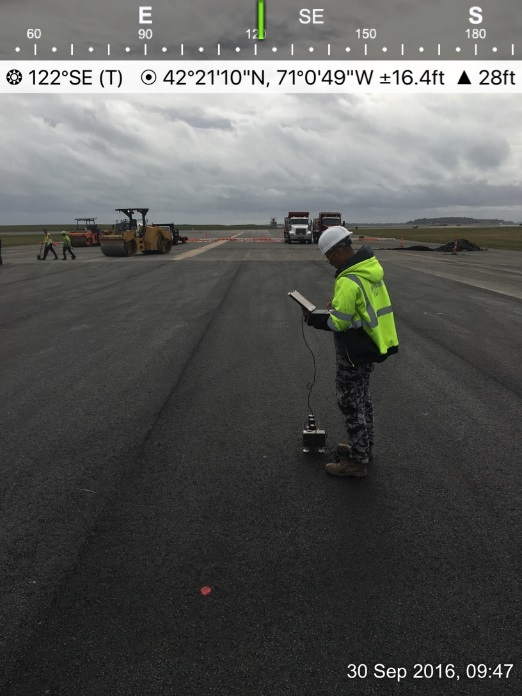 E SE S
60 90 120 150 180
122°SE (T) 42°21'10"N, 71°0'49"W ±16.4ft ▲ 28ft
30 Sep 2016, 09:47